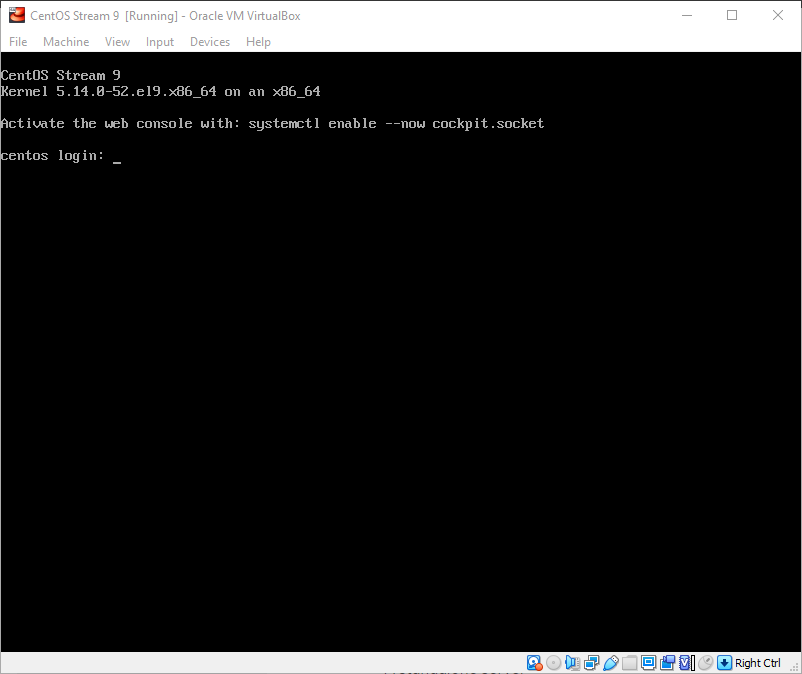 CentOS Stream 9 [Running] - Oracle VM VirtualBox
File Machine View Input Devices Help
CentOS Stream 9
Kernel 5.14.0-52.el9.x86_64 on an x86_64
Activate the web console with: systemctl enable --now cockpit.socket
centos login: _
Right Ctrl